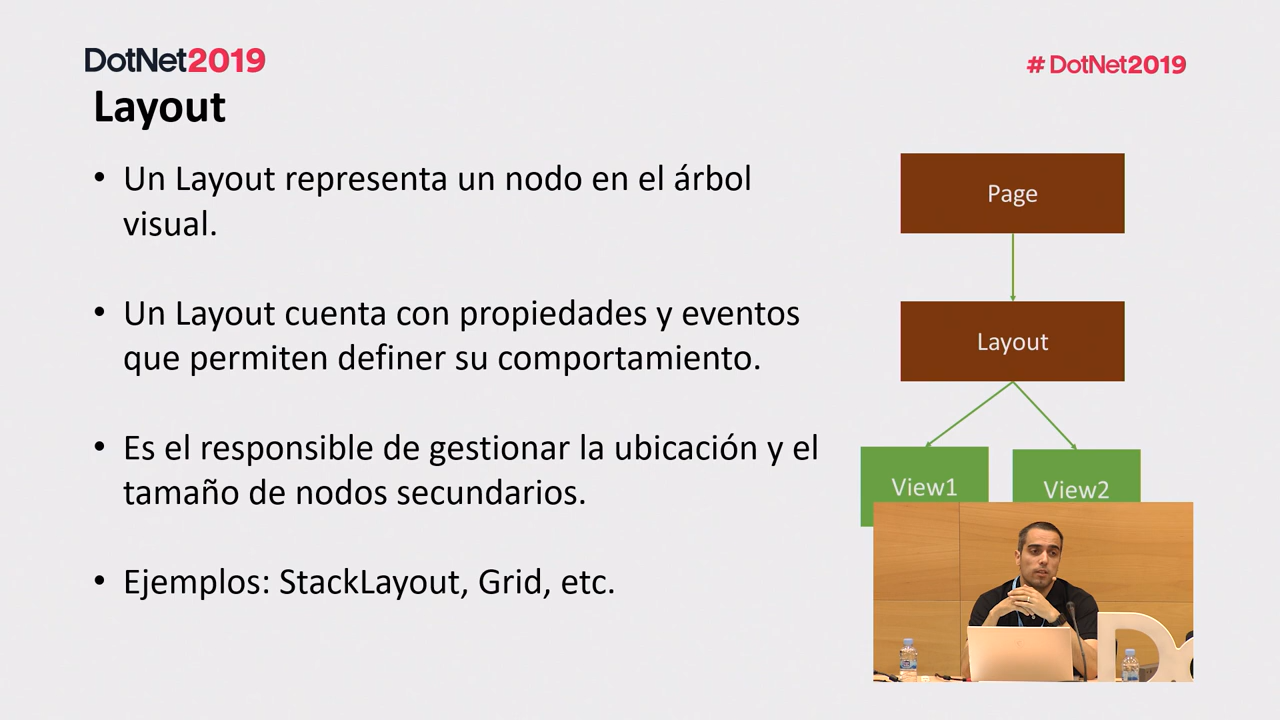 DotNet2019
# DotNet2019
Layout
• Un Layout representa un nodo en el árbol
visual.
• Un Layout cuenta con propiedades y eventos
que permiten definer su comportamiento.
• Es el responsible de gestionar la ubicación y el
tamaño de nodos secundarios.
• Ejemplos: StackLayout, Grid, etc.
Page
Layout
View1
View2